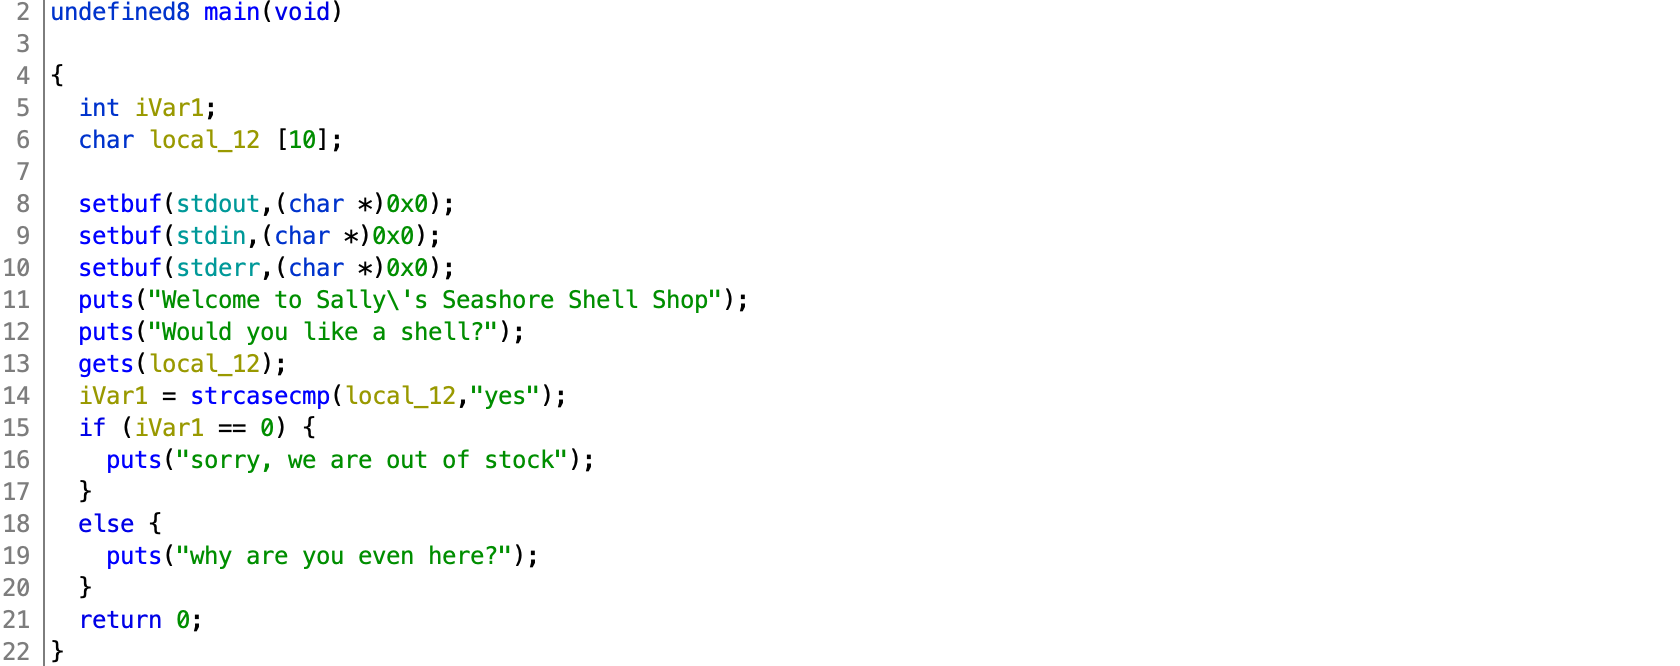 2 undefined8 main(void)
3
4 {
5   int iVar1;
6   char local_12 [10];
7
8   setbuf(stdout,(char *)0x0);
9   setbuf(stdin,(char *)0x0);
10   setbuf(stderr,(char *)0x0);
11   puts("Welcome to Sally\'s Seashore Shell Shop");
12   puts("Would you like a shell?");
13   gets(local_12);
14   iVar1 = strcasecmp(local_12,"yes");
15   if (iVar1 == 0) {
16     puts("sorry, we are out of stock");
17   }
18   else {
19     puts("why are you even here?");
20   }
21   return 0;
22 }